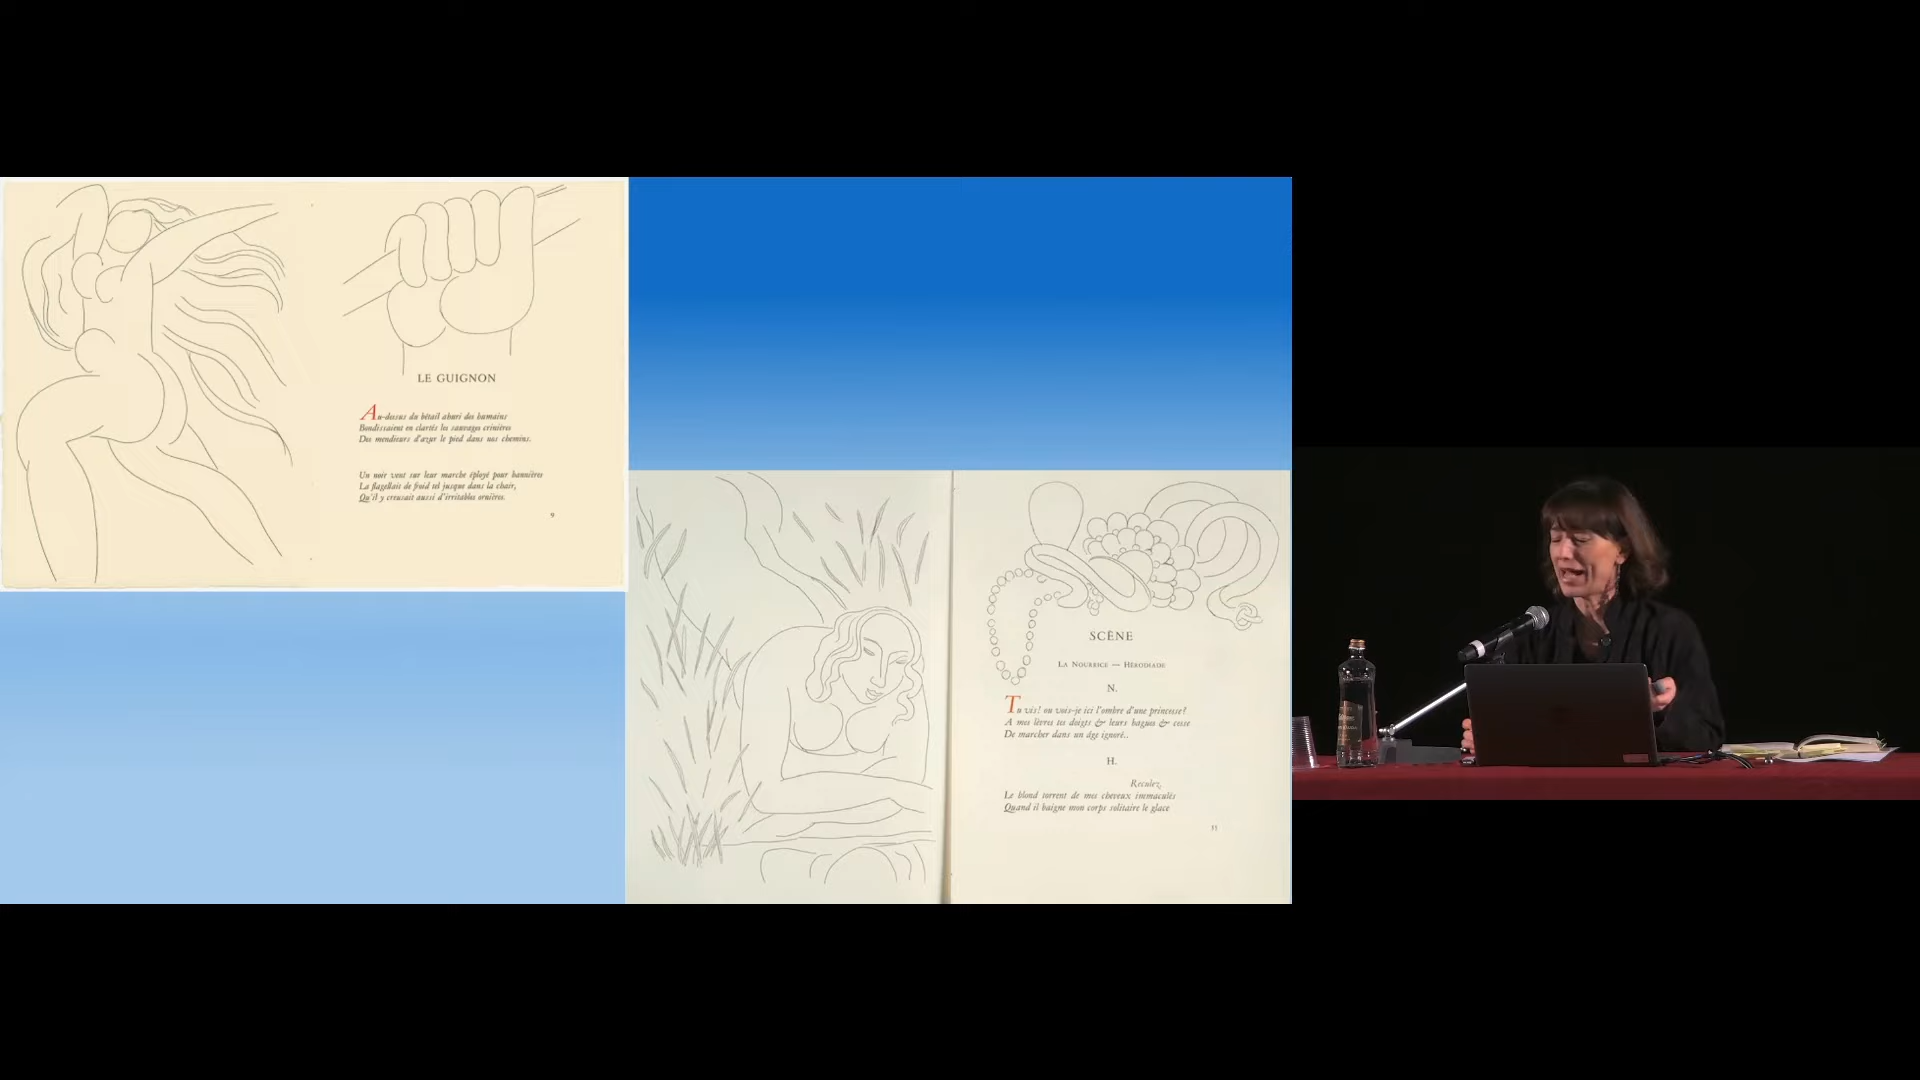 LE GUIGNON
Au-dessus du bétail ahuri des humains
Bondissaient en clartés les sauvages crinières
Des mendieurs d'azur le pied dans nos chemins.
Un noir vent sur leur marche éployé pour bannières
La flagellait de froid tel jusque dans la chair,
Qu'il y creusait aussi d'irritables ornières.
9
SCÈNE
LA NOURRICE — HÉRODIADE
N.
Tu vis! ou vois-je ici l'ombre d'une princesse?
A mes lèvres tes doigts & leurs bagues & cesse
De marcher dans un âge ignoré..
H.
Reculez.
Le blond torrent de mes cheveux immaculés
Quand il baigne mon corps solitaire le glace